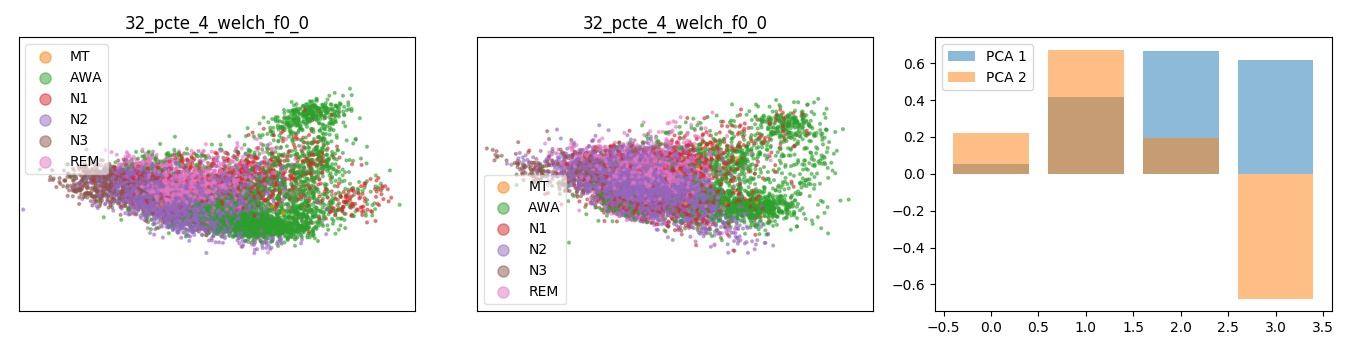 32_pcte_4_welch_f0_0
MT
AWA
N1
N2
N3
REM
32_pcte_4_welch_f0_0
MT
AWA
N1
N2
N3
REM
PCA 1
PCA 2
0.6
0.4
0.2
0.0
−0.2
−0.4
−0.6
−0.5 0.0 0.5 1.0 1.5 2.0 2.5 3.0 3.5